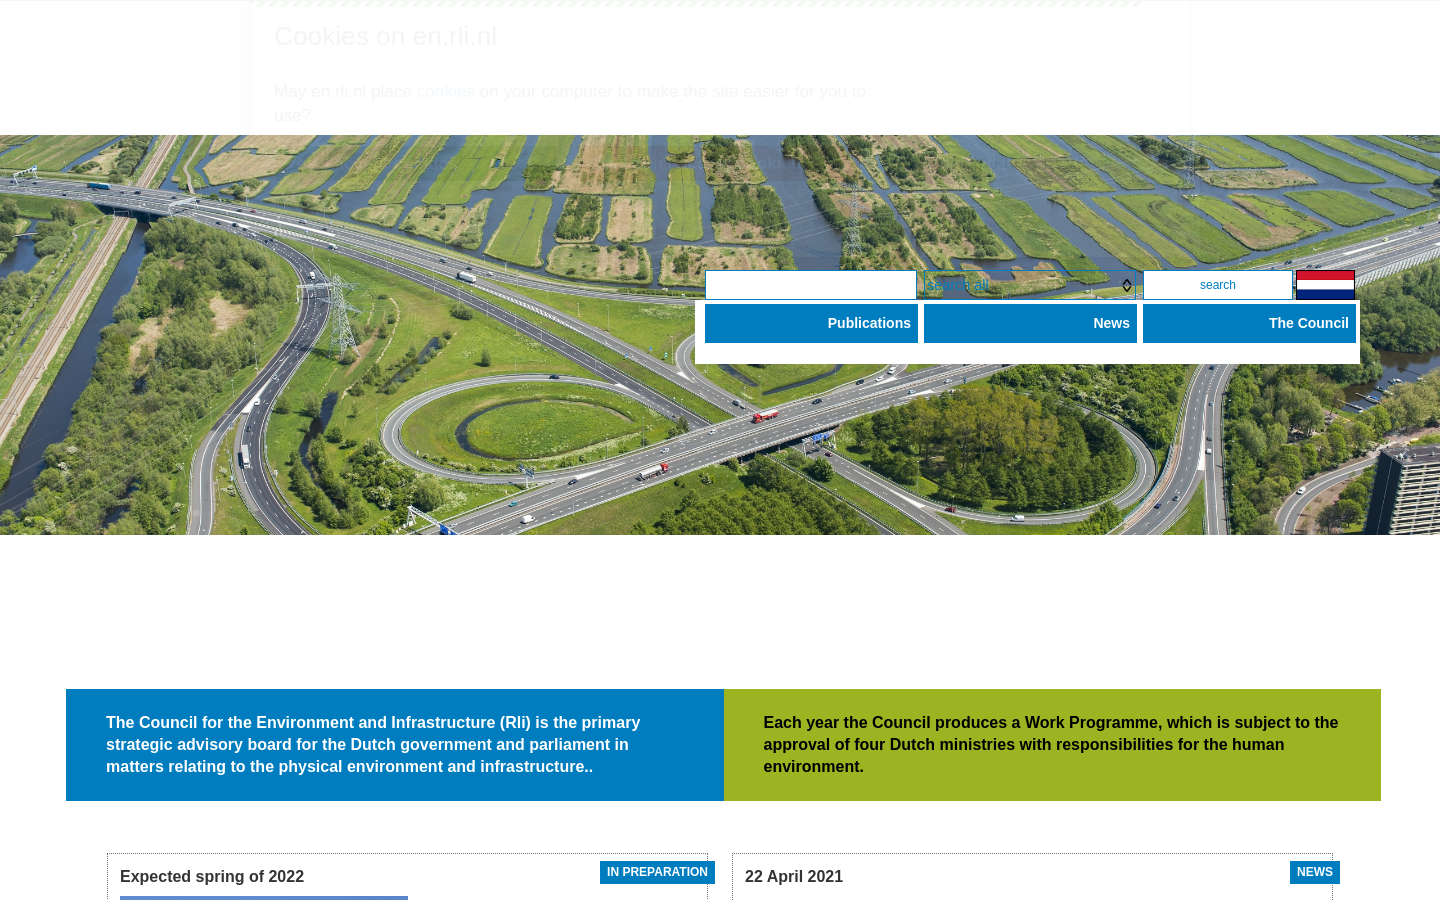 Cookies on en.rli.nl
May en.rli.nl place cookies on your computer to make the site easier for you to
use?
search all
search
Publications
News
The Council
The Council for the Environment and Infrastructure (Rli) is the primary
strategic advisory board for the Dutch government and parliament in
matters relating to the physical environment and infrastructure..
Each year the Council produces a Work Programme, which is subject to the
approval of four Dutch ministries with responsibilities for the human
environment.
Expected spring of 2022
IN PREPARATION
22 April 2021
NEWS